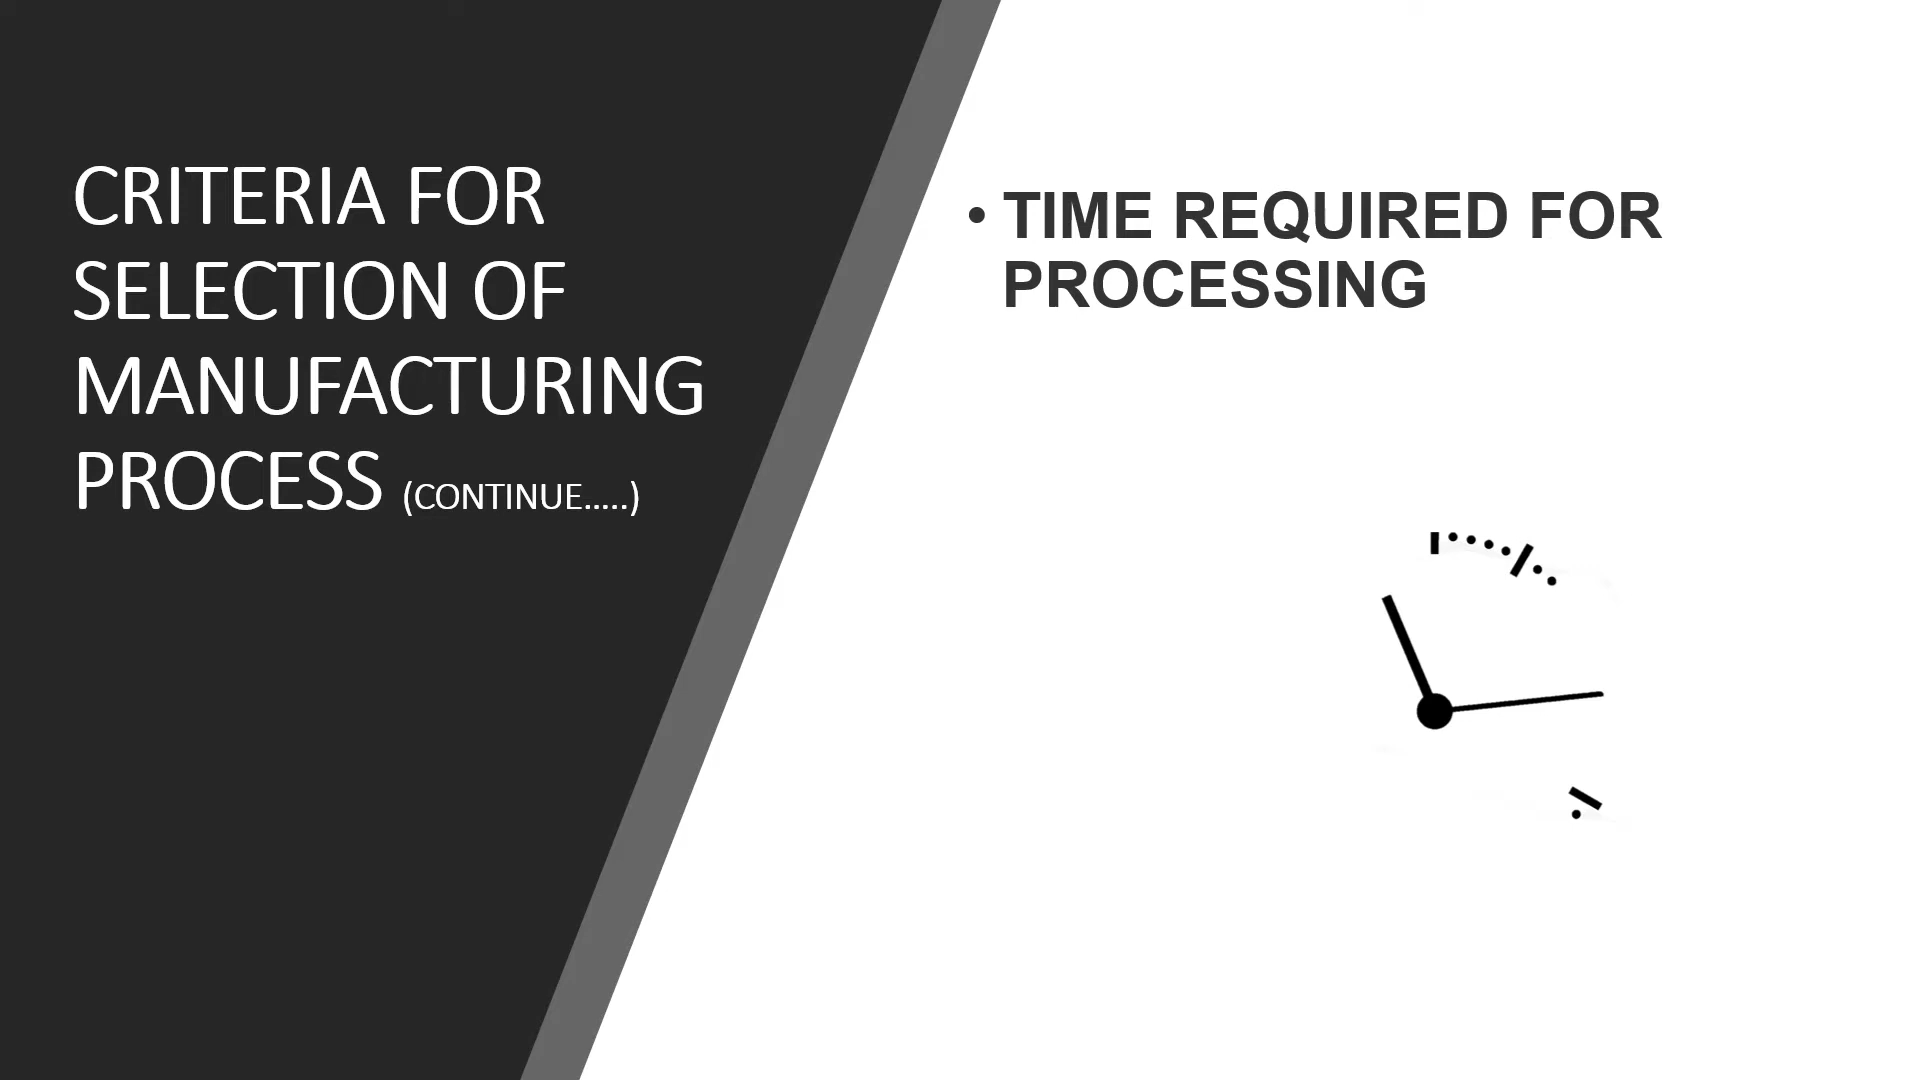 CRITERIA FOR
SELECTION OF
MANUFACTURING
PROCESS (CONTINUE.....)
• TIME REQUIRED FOR
PROCESSING